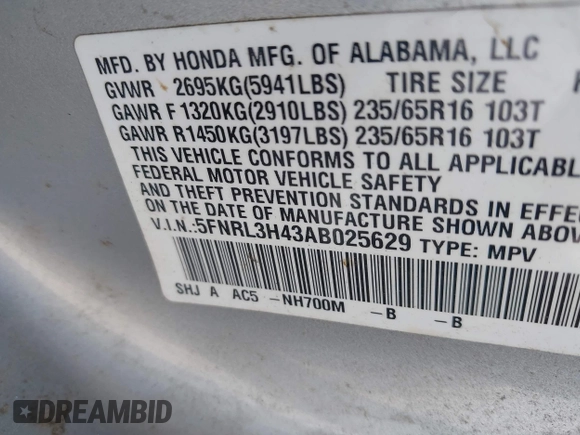 MFD. BY HONDA MFG. OF ALABAMA, LLC
GVWR 2695KG(5941LBS) TIRE SIZE
GAWR F 1320KG(2910LBS) 235/65R16 103T
GAWR R1450KG(3197LBS) 235/65R16 103T
THIS VEHICLE CONFORMS TO ALL APPLICABL
FEDERAL MOTOR VEHICLE SAFETY
AND THEFT PREVENTION STANDARDS IN EFFE
ON THE DATE OF MANUFACTURE SHOWN ABOV
V.I.N.:5FNRL3H43AB025629 TYPE: MPV
SHJ A AC5 -NH700M -B -B
DREAMBID